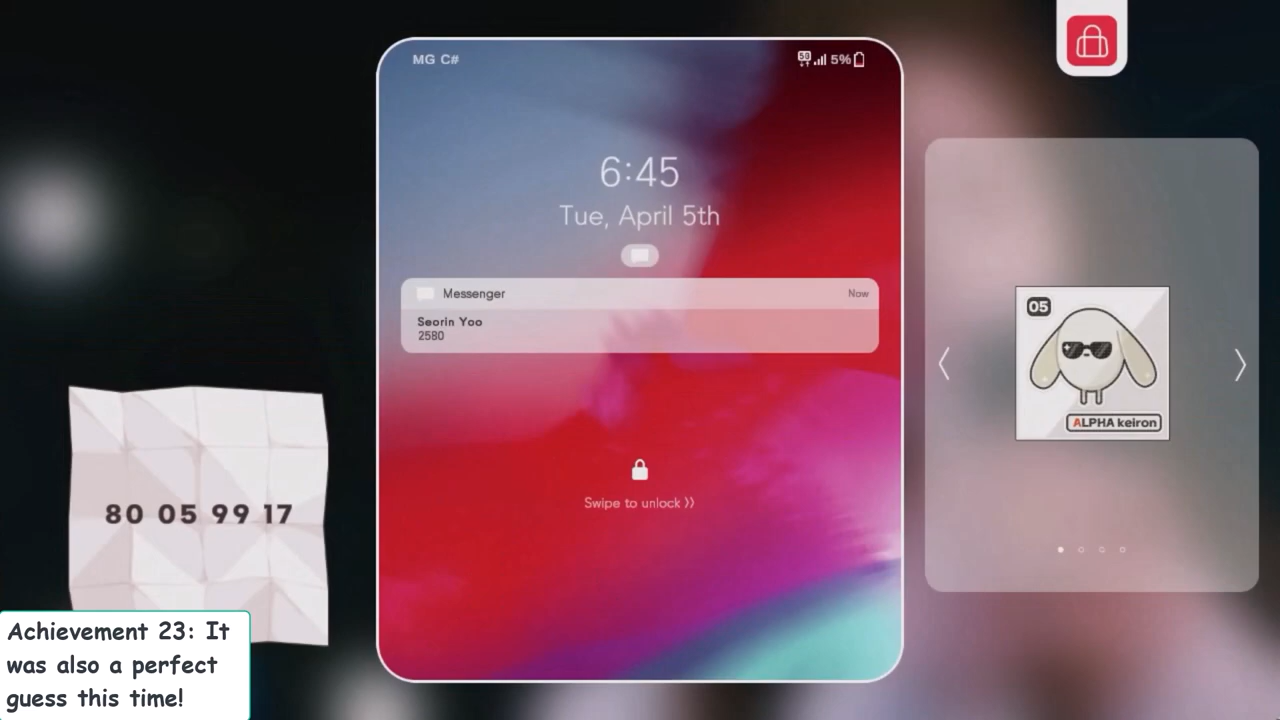 MG C#
5G 5%
6:45
Tue, April 5th
Messenger Now
Seorin Yoo
2580
Swipe to unlock ⟩⟩
05
ALPHA keiron
80 05 99 17
Achievement 23: It
was also a perfect
guess this time!